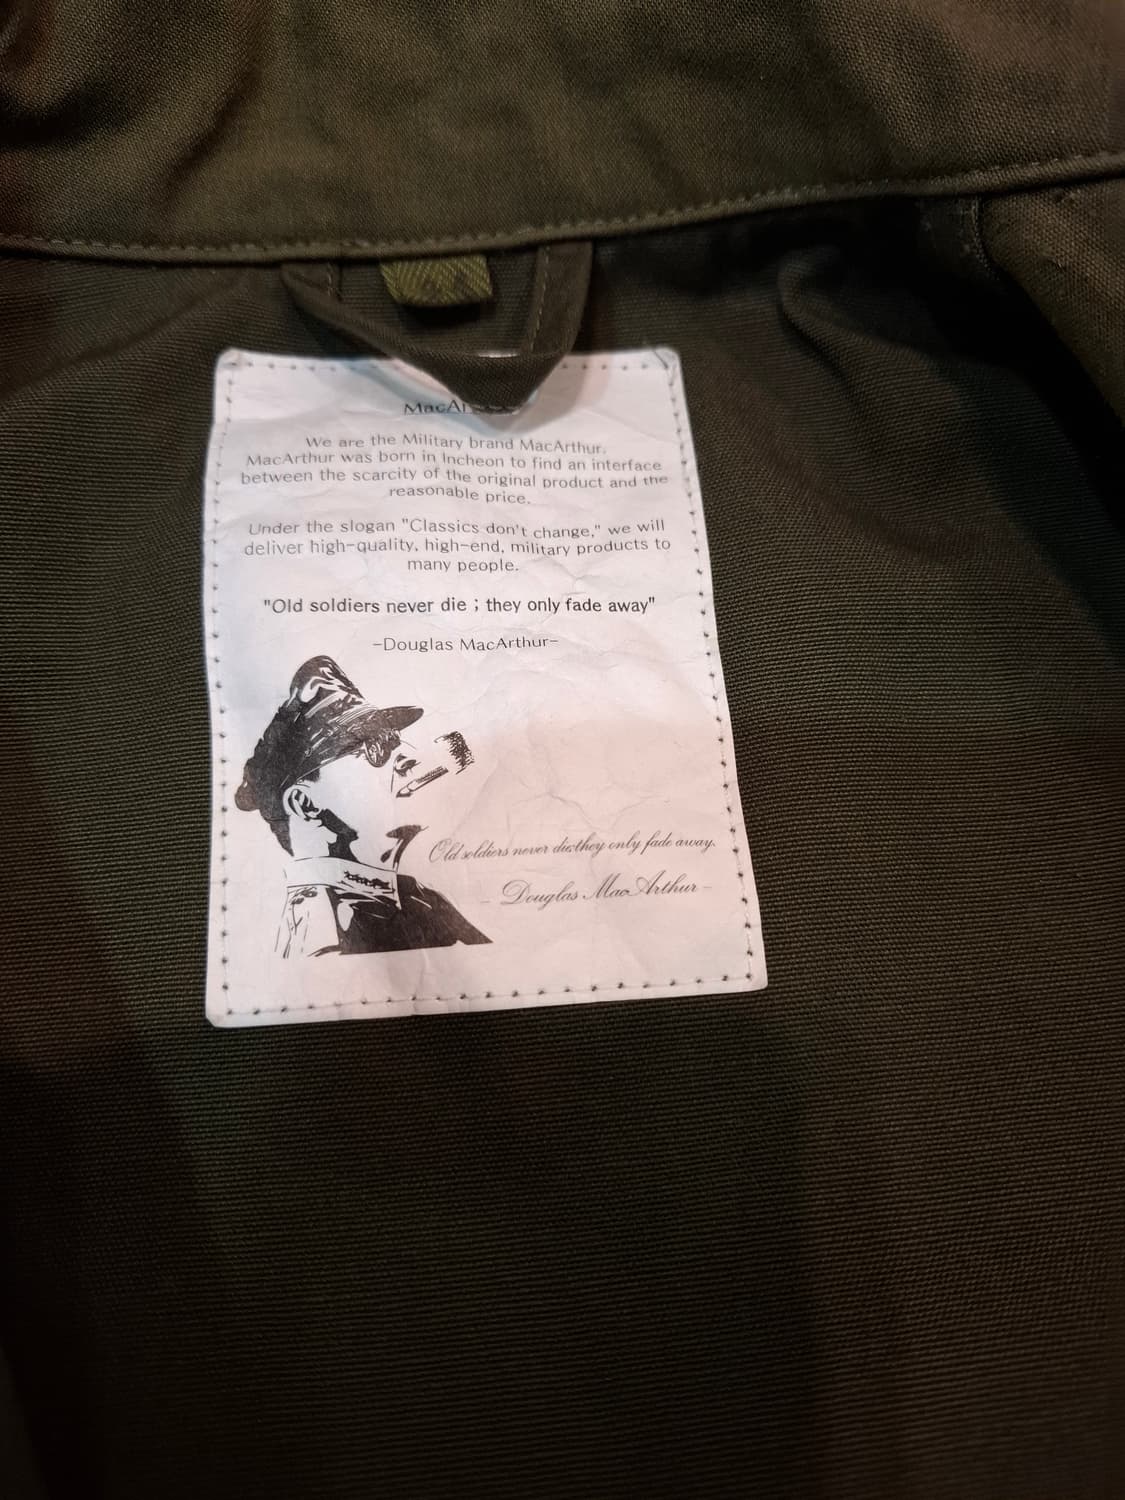 We are the Military brand MacArthur.
MacArthur was born in Incheon to find an interface
between the scarcity of the original product and the
reasonable price.
Under the slogan "Classics don't change," we will
deliver high-quality, high-end, military products to
many people.
"Old soldiers never die ; they only fade away"
-Douglas MacArthur-
Old soldiers never die:they only fade away.
- Douglas MacArthur -